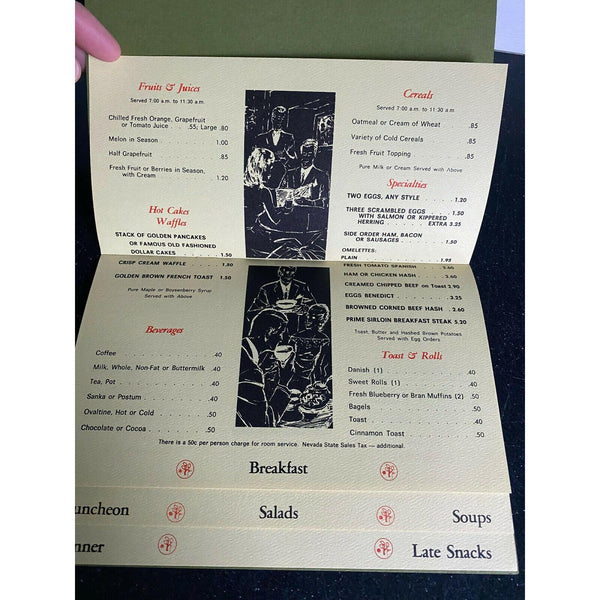 Fruits & Juices
Served 7:00 a.m. to 11:30 a.m.
Chilled Fresh Orange, Grapefruit
or Tomato Juice . .55; Large .80
Melon in Season . . 1.00
Half Grapefruit . . .85
Fresh Fruit or Berries in Season,
with Cream . . 1.20
Hot Cakes
Waffles
STACK OF GOLDEN PANCAKES
OR FAMOUS OLD FASHIONED
DOLLAR CAKES . . 1.50
CRISP CREAM WAFFLE . . 1.50
GOLDEN BROWN FRENCH TOAST . 1.50
Pure Maple or Boysenberry Syrup
Served with Above
Beverages
Coffee . . .40
Milk, Whole, Non-Fat or Buttermilk .40
Tea, Pot . . .40
Sanka or Postum . . .40
Ovaltine, Hot or Cold . . .50
Chocolate or Cocoa . . .50
Cereals
Served 7:00 a.m. to 11:30 a.m.
Oatmeal or Cream of Wheat . .85
Variety of Cold Cereals . . .85
Fresh Fruit Topping . . .85
Pure Milk or Cream Served with Above
Specialties
TWO EGGS, ANY STYLE . . 1.20
THREE SCRAMBLED EGGS . . 1.50
WITH SALMON OR KIPPERED
HERRING . . EXTRA 3.25
SIDE ORDER HAM, BACON
OR SAUSAGES . . 1.50
OMELETTES:
PLAIN . . 1.95
FRESH TOMATO SPANISH . . 2.60
HAM OR CHICKEN HASH . . 2.60
CREAMED CHIPPED BEEF on Toast 2.90
EGGS BENEDICT . . 3.25
BROWNED CORNED BEEF HASH . 2.60
PRIME SIRLOIN BREAKFAST STEAK 5.20
Toast, Butter and Hashed Brown Potatoes
Served with Egg Orders
Toast & Rolls
Danish (1) . . .40
Sweet Rolls (1) . . .40
Fresh Blueberry or Bran Muffins (2) .50
Bagels . . .50
Toast . . .40
Cinnamon Toast . . .50
There is a 50c per person charge for room service. Nevada State Sales Tax — additional.
Breakfast
uncheon Salads Soups
nner Late Snacks